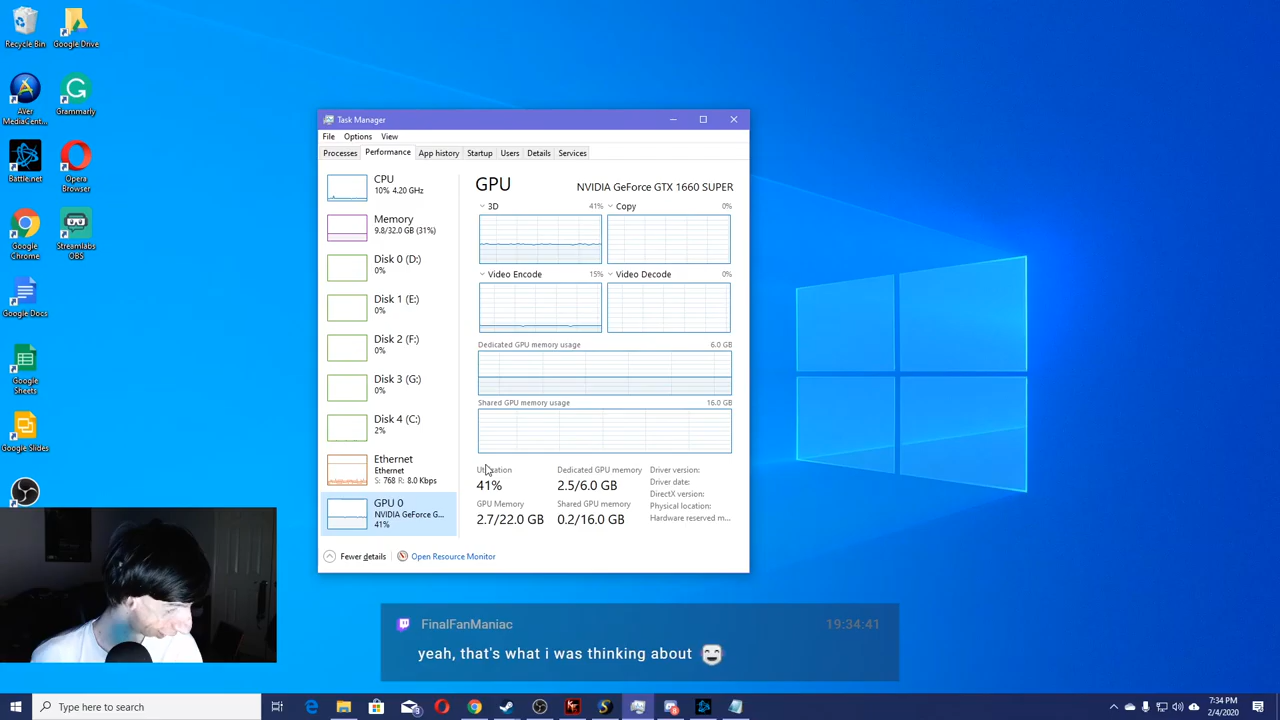 Recycle Bin
Google Drive
AVer
MediaCent...
Grammarly
Battle.net
Opera
Browser
Google
Chrome
Streamlabs
OBS
Google Docs
Google
Sheets
Google Slides
Task Manager
File Options View
Processes Performance App history Startup Users Details Services
CPU
10% 4.20 GHz
Memory
9.8/32.0 GB (31%)
Disk 0 (D:)
0%
Disk 1 (E:)
0%
Disk 2 (F:)
0%
Disk 3 (G:)
0%
Disk 4 (C:)
2%
Ethernet
Ethernet
S: 768 R: 8.0 Kbps
GPU 0
NVIDIA GeForce G...
41%
GPU NVIDIA GeForce GTX 1660 SUPER
3D 41% Copy 0%
Video Encode 15% Video Decode 0%
Dedicated GPU memory usage 6.0 GB
Shared GPU memory usage 16.0 GB
Utilization Dedicated GPU memory Driver version:
41% 2.5/6.0 GB Driver date:
DirectX version:
GPU Memory Shared GPU memory Physical location:
2.7/22.0 GB 0.2/16.0 GB Hardware reserved m...
Fewer details Open Resource Monitor
FinalFanManiac 19:34:41
yeah, that's what i was thinking about
Type here to search
7:34 PM
2/4/2020